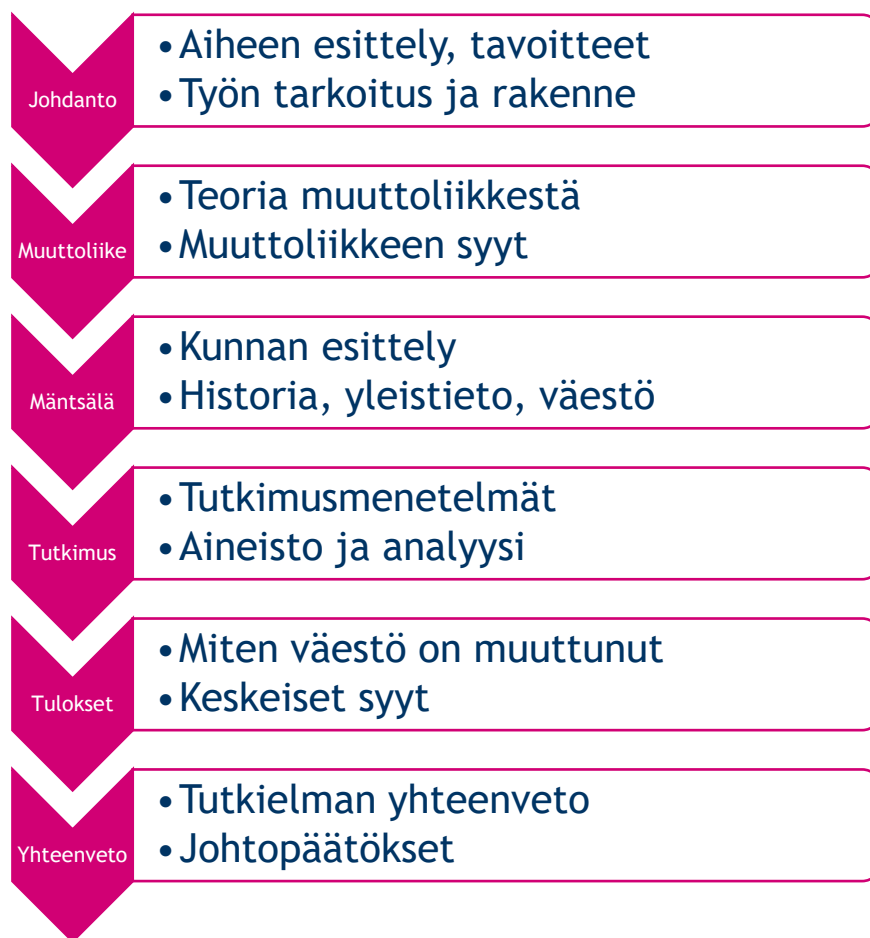 Johdanto
•Aiheen esittely, tavoitteet
•Työn tarkoitus ja rakenne
Muuttoliike
•Teoria muuttoliikkestä
•Muuttoliikkeen syyt
Mäntsälä
•Kunnan esittely
•Historia, yleistieto, väestö
Tutkimus
•Tutkimusmenetelmät
•Aineisto ja analyysi
Tulokset
•Miten väestö on muuttunut
•Keskeiset syyt
Yhteenveto
•Tutkielman yhteenveto
•Johtopäätökset